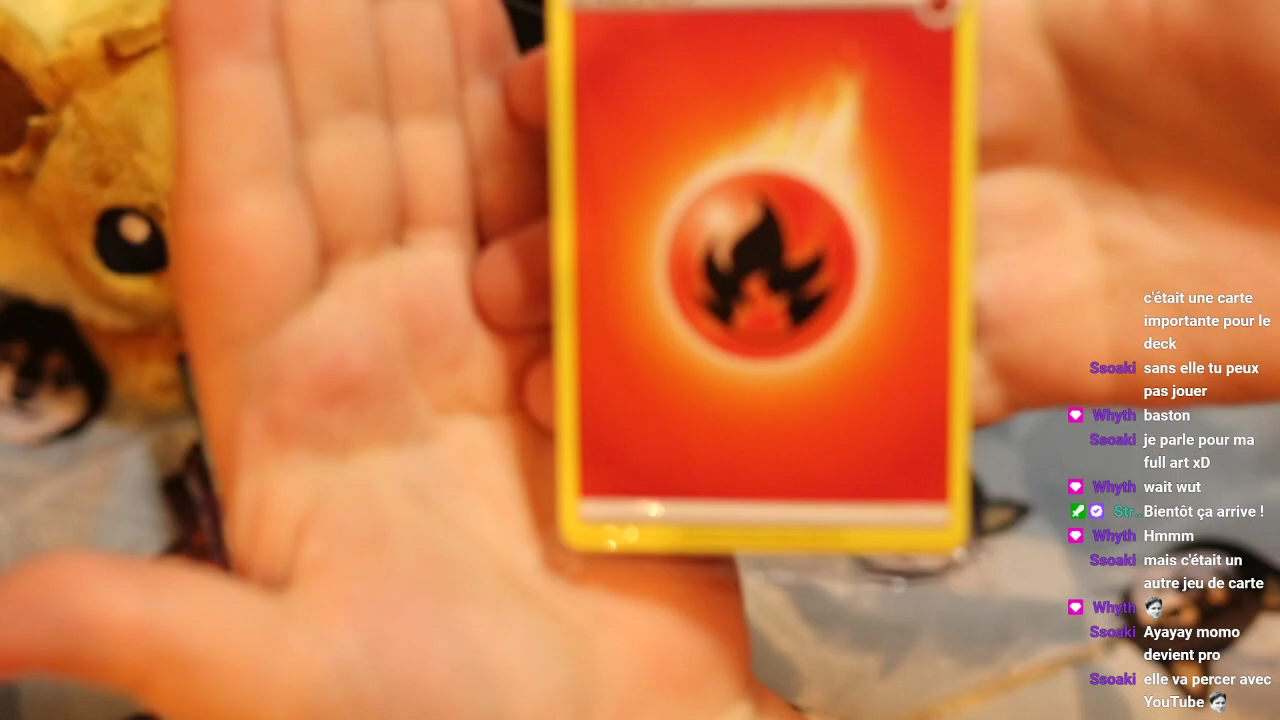 c'était une carte
importante pour le
deck
Ssoaki sans elle tu peux
pas jouer
Whyth baston
Ssoaki je parle pour ma
full art xD
Whyth wait wut
Str... Bientôt ça arrive !
Whyth Hmmm
Ssoaki mais c'était un
autre jeu de carte
Whyth
Ssoaki Ayayay momo
devient pro
Ssoaki elle va percer avec
YouTube